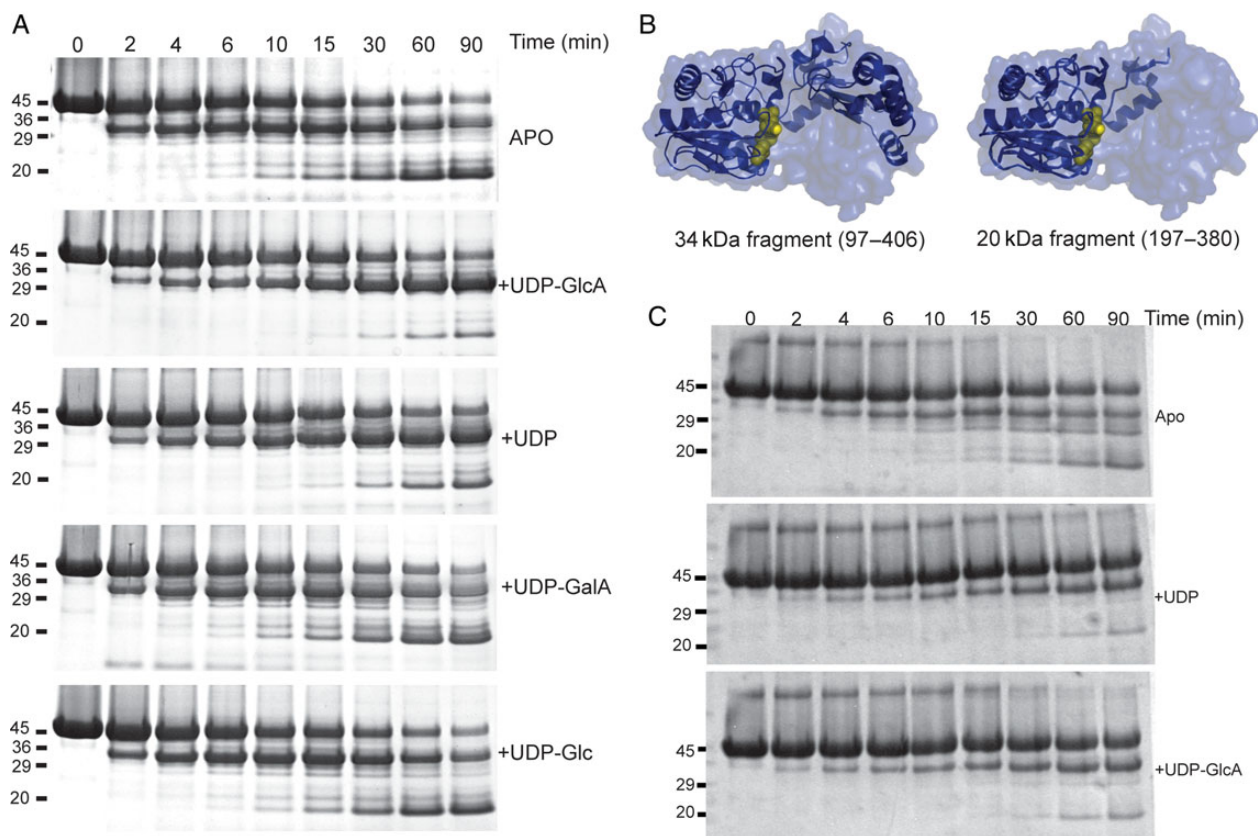 A
0 2 4 6 10 15 30 60 90 Time (min)
45
36
29
20
APO
45
36
29
20
+UDP-GlcA
45
36
29
20
+UDP
45
36
29
20
+UDP-GalA
45
36
29
20
+UDP-Glc
B
34 kDa fragment (97–406) 20 kDa fragment (197–380)
C
0 2 4 6 10 15 30 60 90 Time (min)
45
29
20
Apo
45
29
20
+UDP
45
29
20
+UDP-GlcA